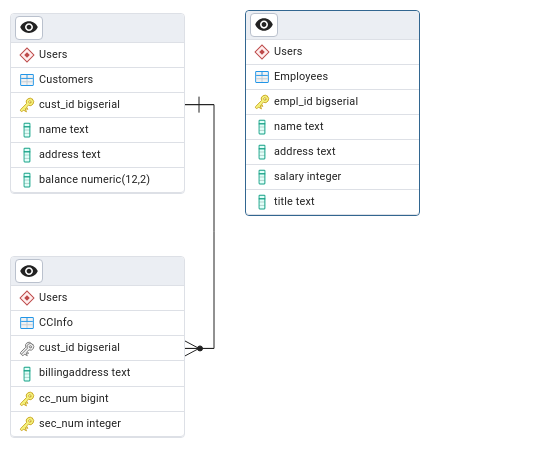 Users
Customers
cust_id bigserial
name text
address text
balance numeric(12,2)
Users
Employees
empl_id bigserial
name text
address text
salary integer
title text
Users
CCInfo
cust_id bigserial
billingaddress text
cc_num bigint
sec_num integer